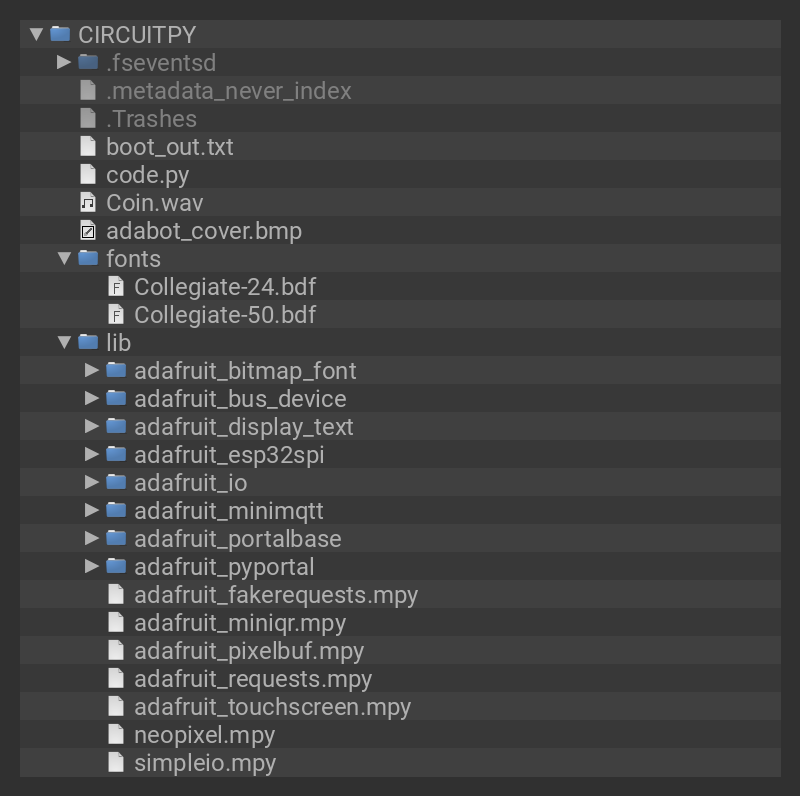 CIRCUITPY
.fseventsd
.metadata_never_index
.Trashes
boot_out.txt
code.py
Coin.wav
adabot_cover.bmp
fonts
Collegiate-24.bdf
Collegiate-50.bdf
lib
adafruit_bitmap_font
adafruit_bus_device
adafruit_display_text
adafruit_esp32spi
adafruit_io
adafruit_minimqtt
adafruit_portalbase
adafruit_pyportal
adafruit_fakerequests.mpy
adafruit_miniqr.mpy
adafruit_pixelbuf.mpy
adafruit_requests.mpy
adafruit_touchscreen.mpy
neopixel.mpy
simpleio.mpy